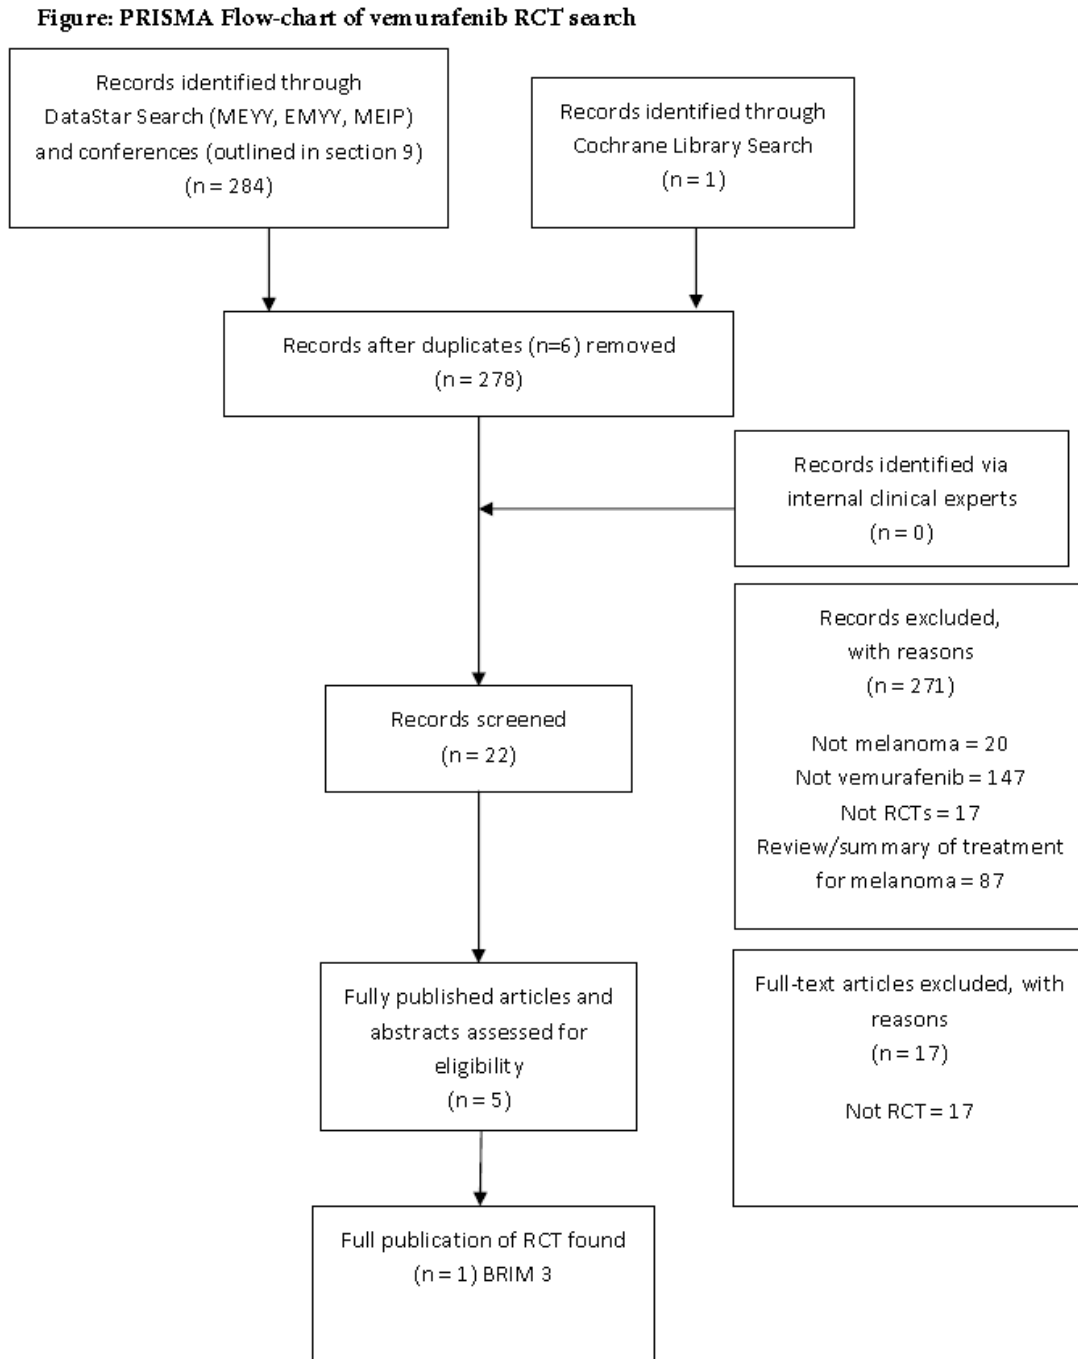 Figure: PRISMA Flow-chart of vemurafenib RCT search
Records identified through
DataStar Search (MEYY, EMYY, MEIP)
and conferences (outlined in section 9)
(n = 284)
Records identified through
Cochrane Library Search
(n = 1)
Records after duplicates (n=6) removed
(n = 278)
Records identified via
internal clinical experts
(n = 0)
Records excluded,
with reasons
(n = 271)
Not melanoma = 20
Not vemurafenib = 147
Not RCTs = 17
Review/summary of treatment
for melanoma = 87
Records screened
(n = 22)
Fully published articles and
abstracts assessed for
eligibility
(n = 5)
Full-text articles excluded, with
reasons
(n = 17)
Not RCT = 17
Full publication of RCT found
(n = 1) BRIM 3